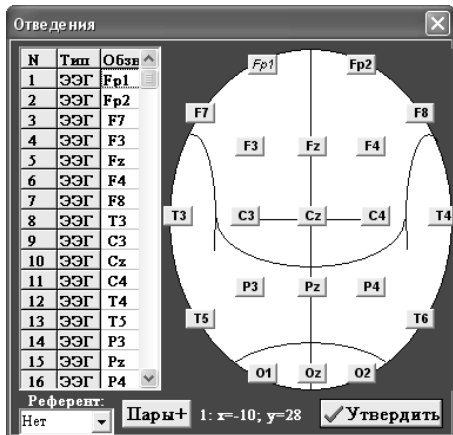 Отведения
N Тип Обзв
1 ЭЭГ Fp1
2 ЭЭГ Fp2
3 ЭЭГ F7
4 ЭЭГ F3
5 ЭЭГ Fz
6 ЭЭГ F4
7 ЭЭГ F8
8 ЭЭГ T3
9 ЭЭГ C3
10 ЭЭГ Cz
11 ЭЭГ C4
12 ЭЭГ T4
13 ЭЭГ T5
14 ЭЭГ P3
15 ЭЭГ Pz
16 ЭЭГ P4
Fp1 Fp2
F7 F8
F3 Fz F4
T3 C3 Cz C4 T4
P3 Pz P4
T5 T6
O1 Oz O2
Референт:
Нет
Пары+ 1: x=-10; y=28 Утвердить